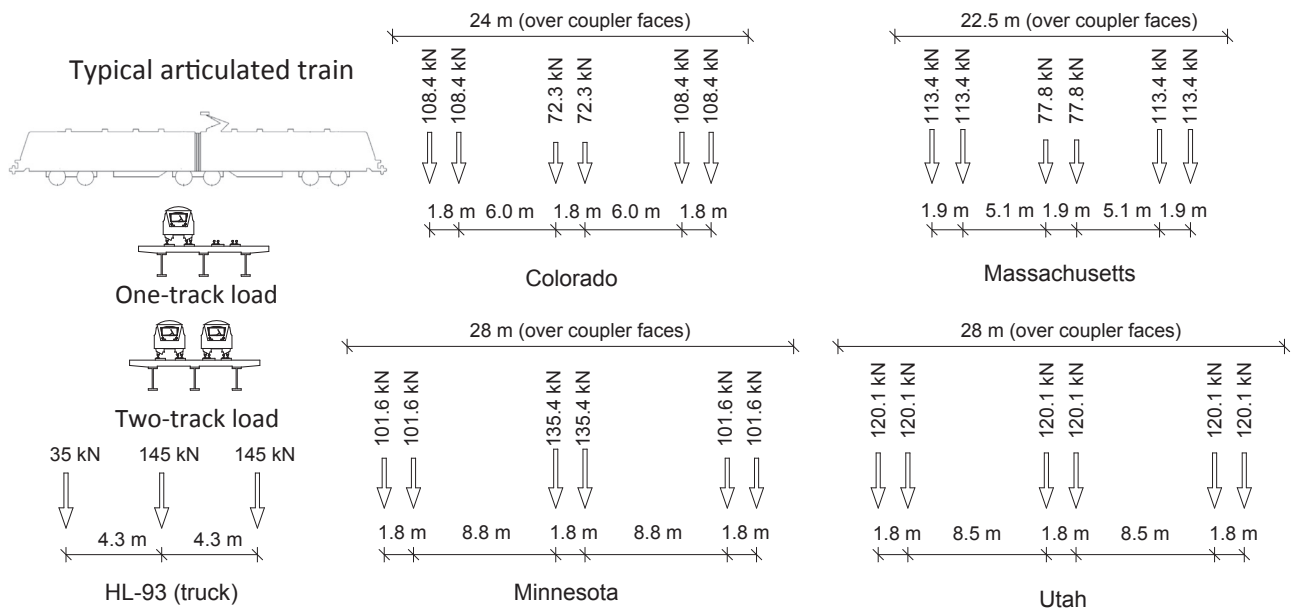 Typical articulated train
One-track load
Two-track load
35 kN 145 kN 145 kN
4.3 m 4.3 m
HL-93 (truck)
24 m (over coupler faces)
108.4 kN 108.4 kN 72.3 kN 72.3 kN 108.4 kN 108.4 kN
1.8 m 6.0 m 1.8 m 6.0 m 1.8 m
Colorado
22.5 m (over coupler faces)
113.4 kN 113.4 kN 77.8 kN 77.8 kN 113.4 kN 113.4 kN
1.9 m 5.1 m 1.9 m 5.1 m 1.9 m
Massachusetts
28 m (over coupler faces)
101.6 kN 101.6 kN 135.4 kN 135.4 kN 101.6 kN 101.6 kN
1.8 m 8.8 m 1.8 m 8.8 m 1.8 m
Minnesota
28 m (over coupler faces)
120.1 kN 120.1 kN 120.1 kN 120.1 kN 120.1 kN 120.1 kN
1.8 m 8.5 m 1.8 m 8.5 m 1.8 m
Utah